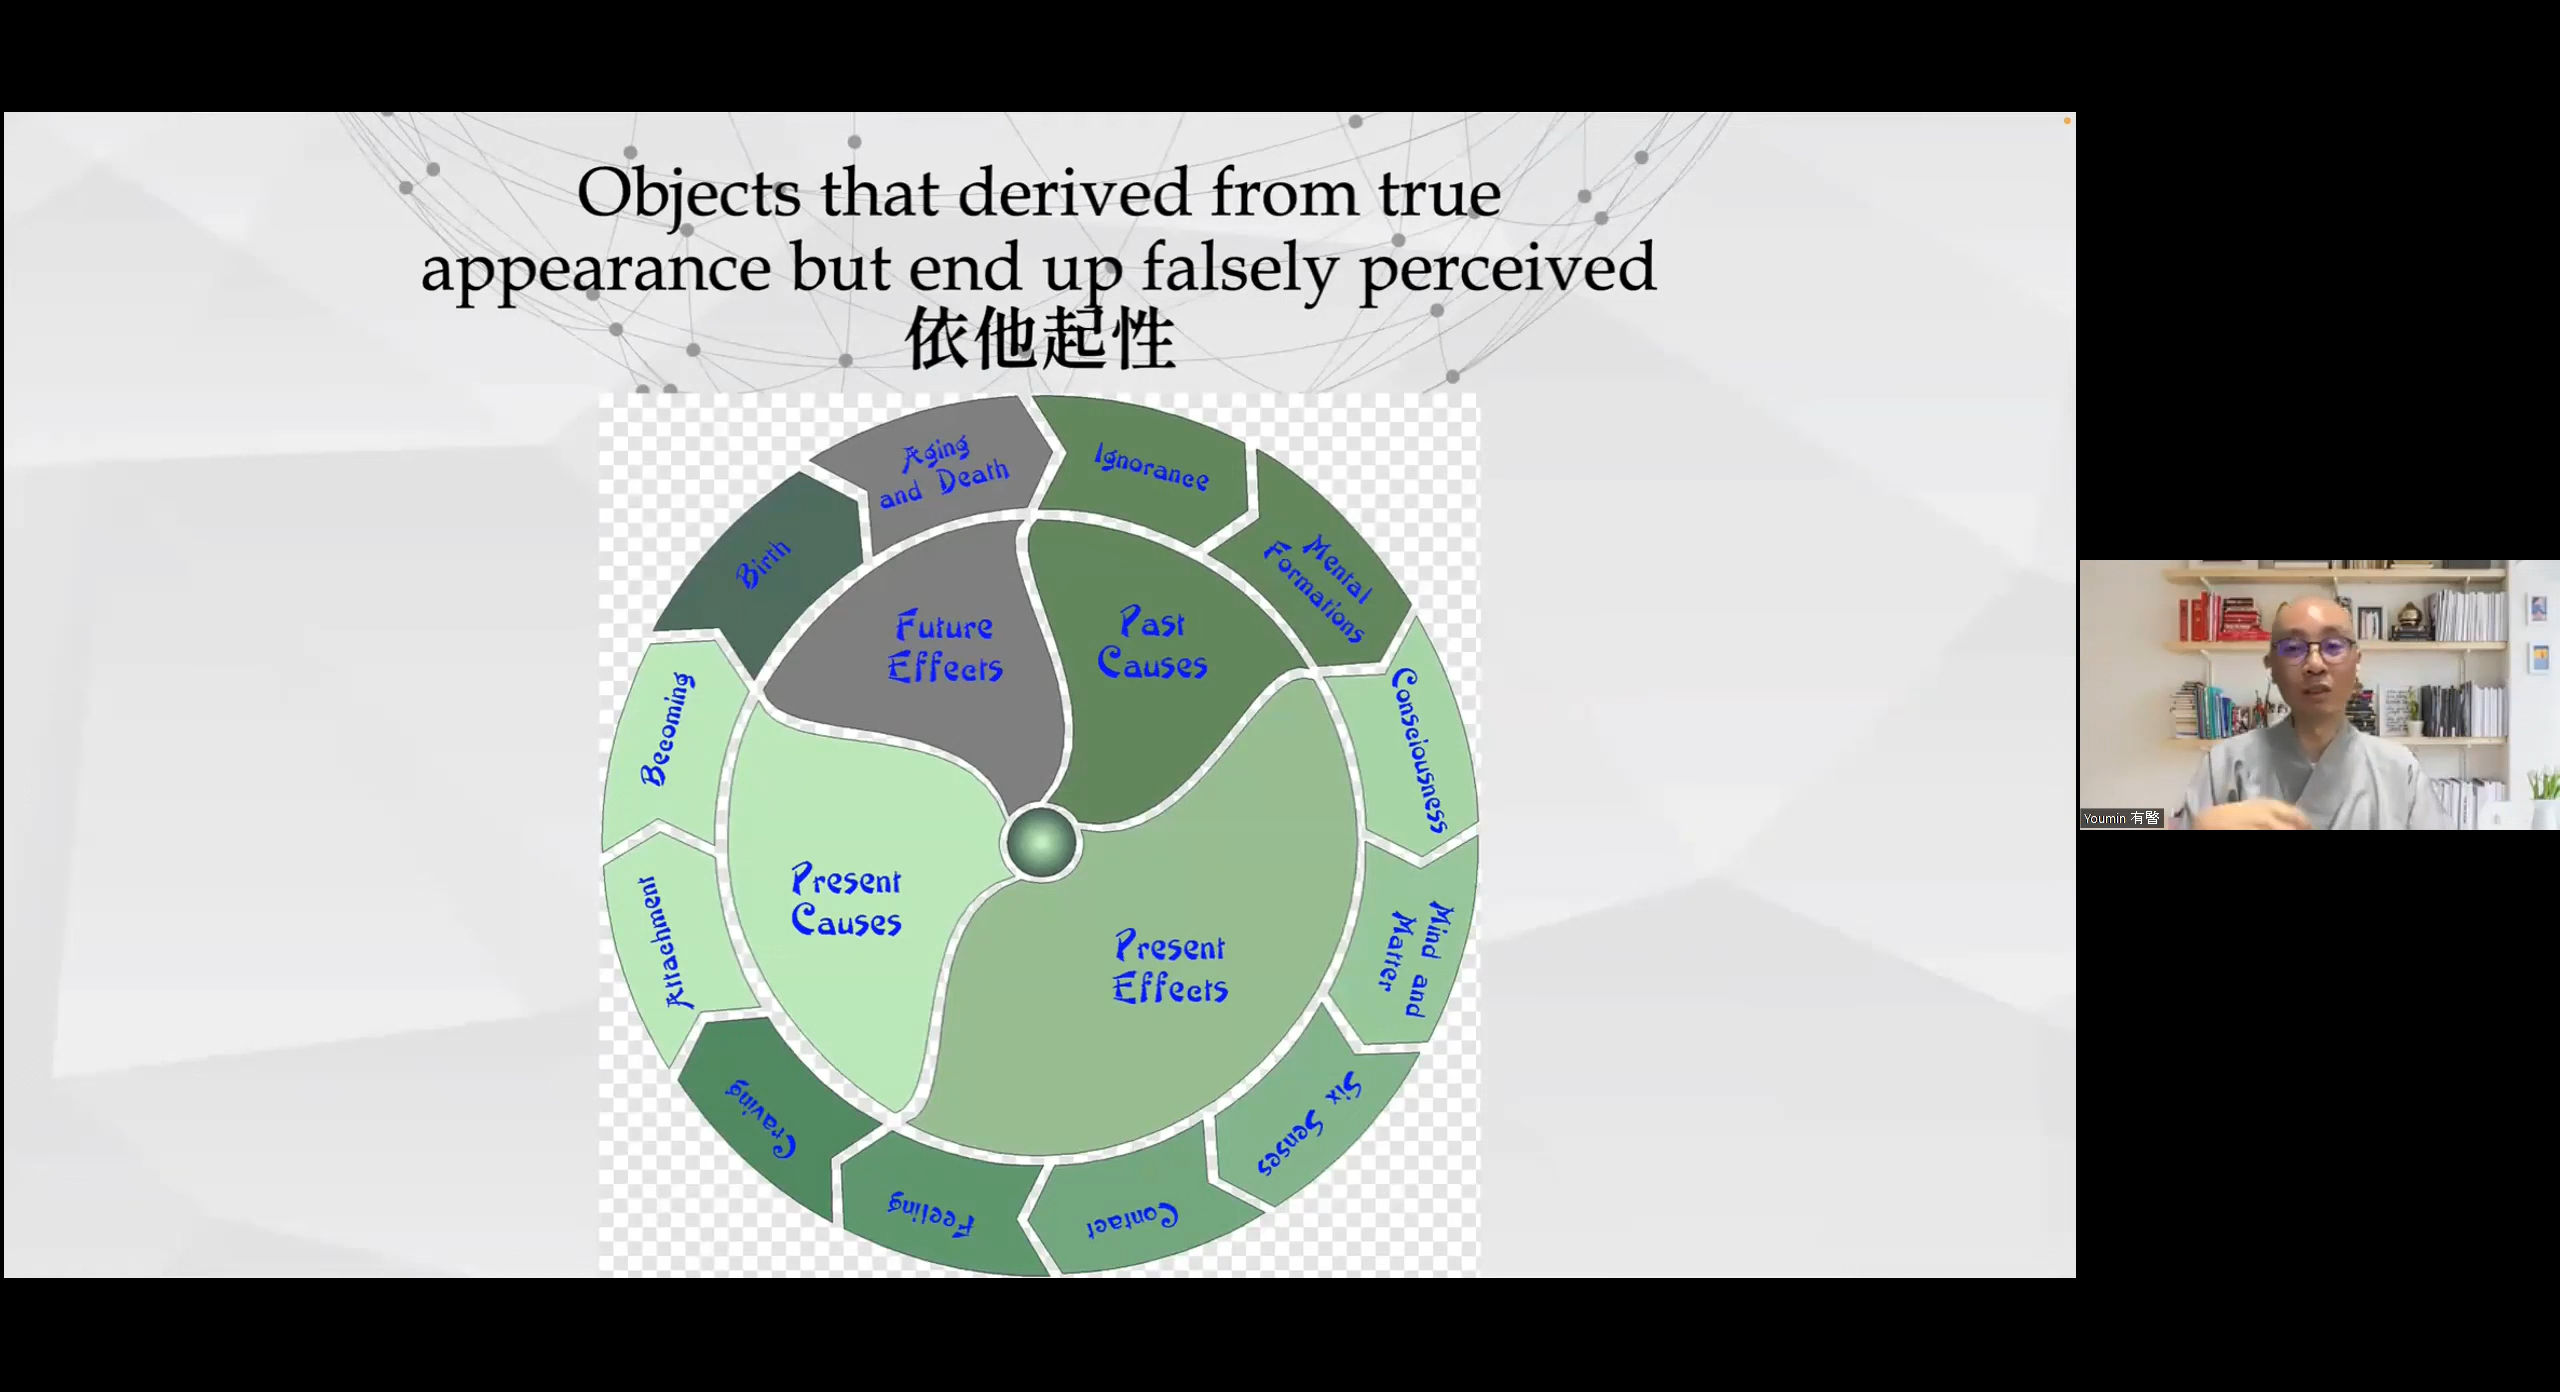 Objects that derived from true
appearance but end up falsely perceived
依他起性
Aging
and Death
Ignorance
Mental
Formations
Consciousness
Mind and
Matter
Six Senses
Contact
Feeling
Craving
Attachment
Becoming
Birth
Future
Effects
Past
Causes
Present
Causes
Present
Effects
Youmin 有暋